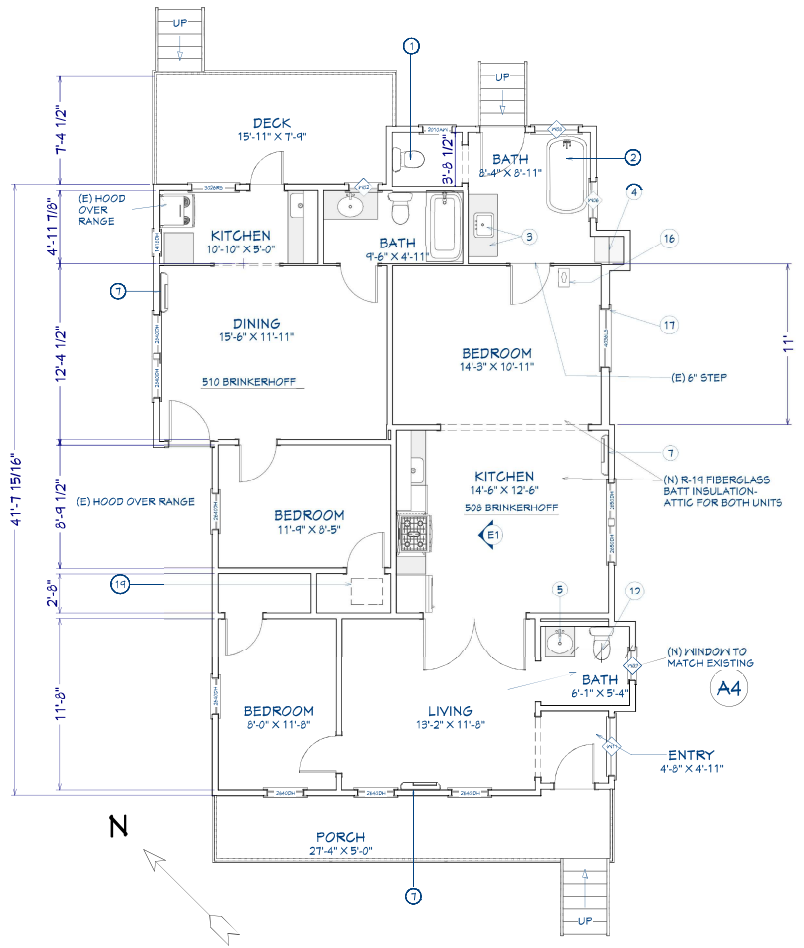 UP
1
UP
7'-4 1/2"
DECK
15'-11" X 7'-9"
2
3'-8 1/2"
BATH
8'-4" X 8'-11"
4
(E) HOOD
OVER
RANGE
3
16
4'-11 7/8"
KITCHEN
10'-10" X 5'-0"
BATH
9'-6" X 4'-11"
7
DINING
15'-6" X 11'-11"
17
12'-4 1/2"
BEDROOM
14'-3" X 10'-11"
11'
510 BRINKERHOFF
(E) 6" STEP
7
KITCHEN
14'-6" X 12'-6"
508 BRINKERHOFF
(N) R-19 FIBERGLASS
BATT INSULATION-
ATTIC FOR BOTH UNITS
41'-7 15/16"
8'-9 1/2"
(E) HOOD OVER RANGE
BEDROOM
11'-9" X 8'-5"
E1
2'-8"
19
5
(N) WINDOW TO
MATCH EXISTING
BATH
6'-1" X 5'-4"
A4
11'-8"
BEDROOM
8'-0" X 11'-8"
LIVING
13'-2" X 11'-8"
ENTRY
4'-8" X 4'-11"
2640DH
2640DH
2640DH
N
PORCH
27'-4" X 5'-0"
7
UP